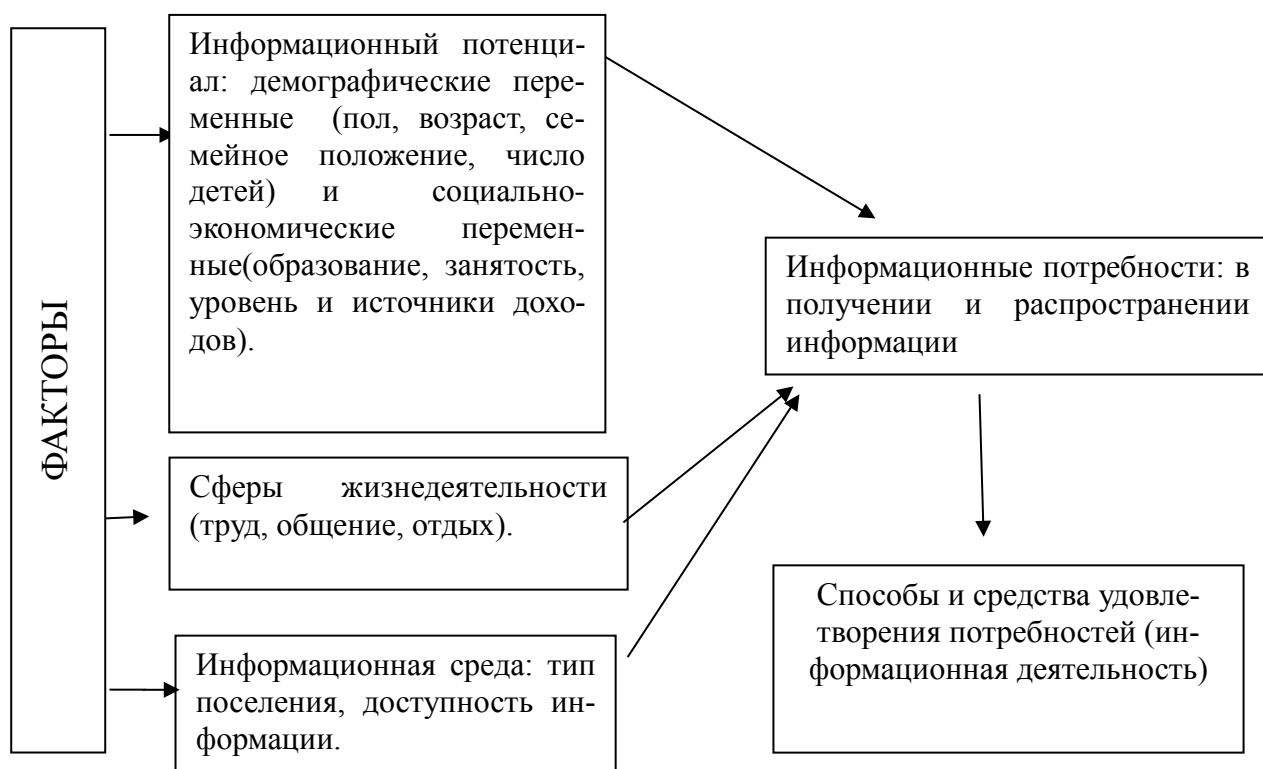 ФАКТОРЫ
Информационный потенци-
ал: демографические пере-
менные (пол, возраст, се-
мейное положение, число
детей) и социально-
экономические перемен-
ные(образование, занятость,
уровень и источники дохо-
дов).
Сферы жизнедеятельности
(труд, общение, отдых).
Информационная среда: тип
поселения, доступность ин-
формации.
Информационные потребности: в
получении и распространении
информации
Способы и средства удовле-
творения потребностей (ин-
формационная деятельность)